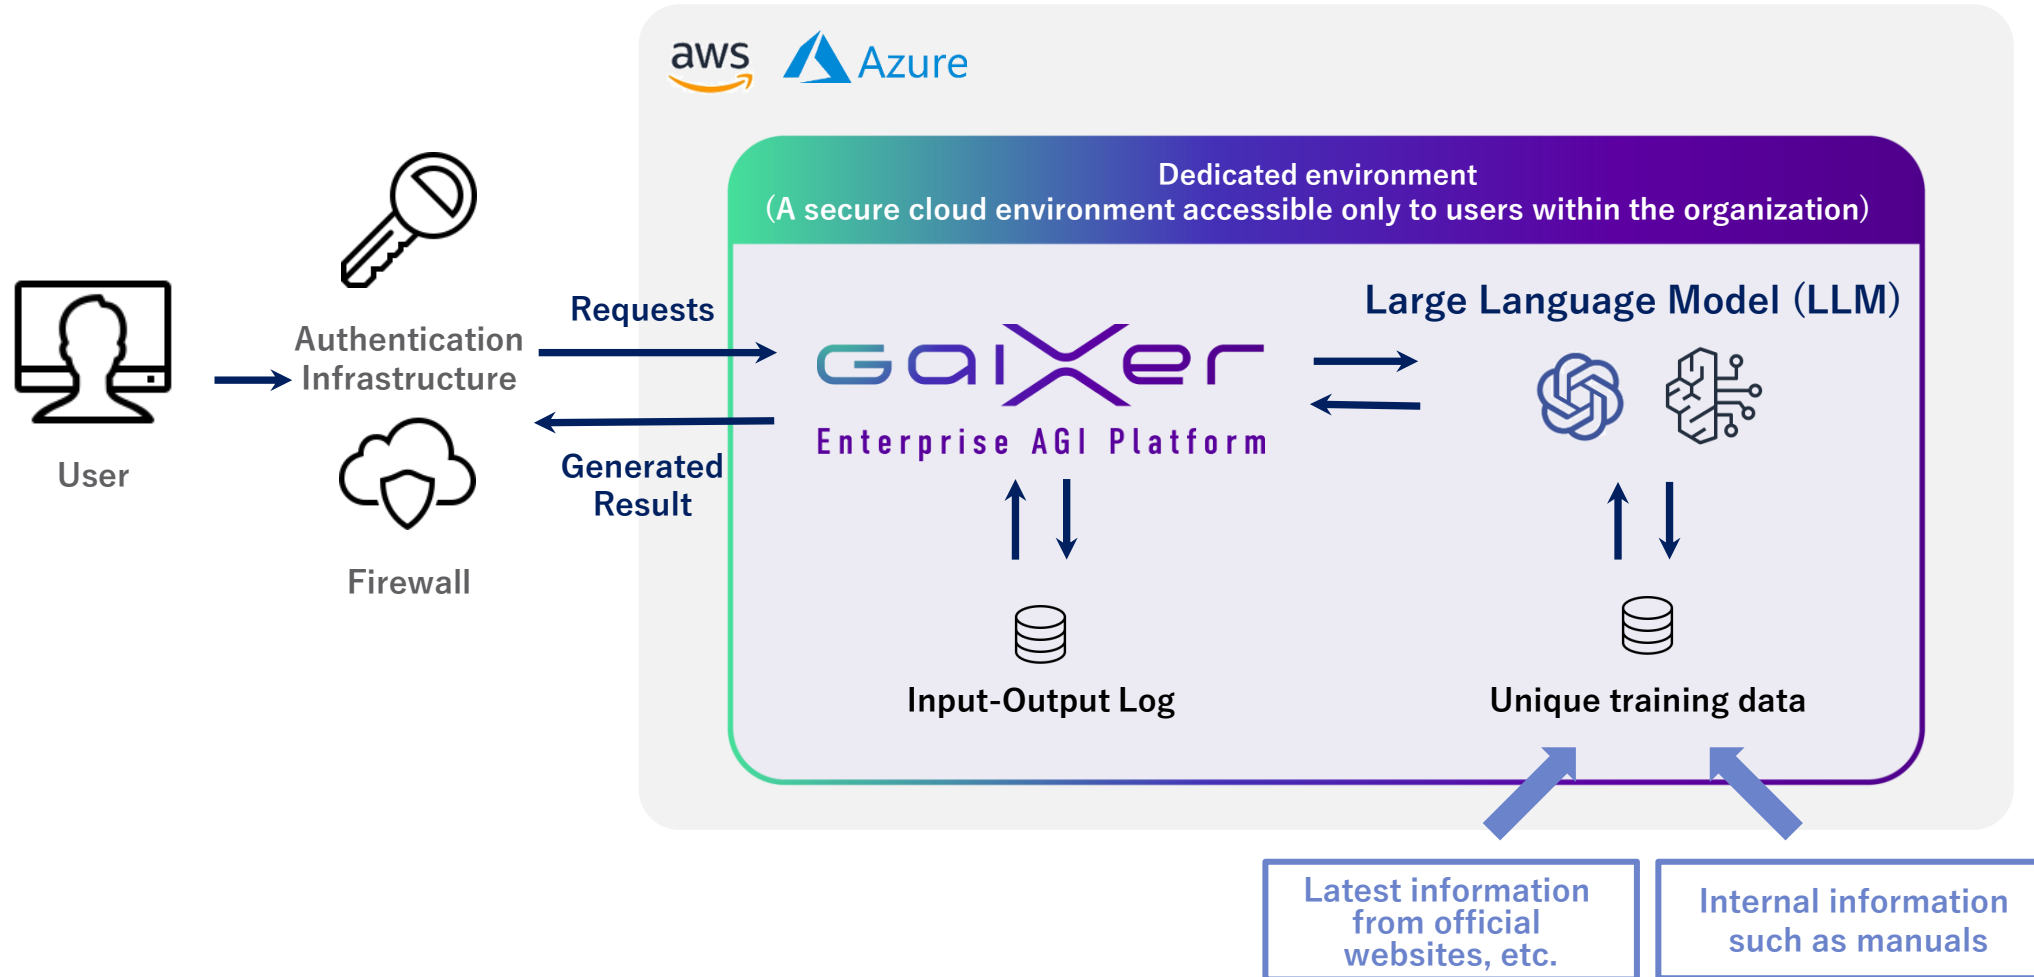 aws
Azure
Dedicated environment
(A secure cloud environment accessible only to users within the organization)
User
Authentication
Infrastructure
Firewall
Requests
Generated
Result
GaiXer
Enterprise AGI Platform
Large Language Model (LLM)
Input-Output Log
Unique training data
Latest information
from official
websites, etc.
Internal information
such as manuals